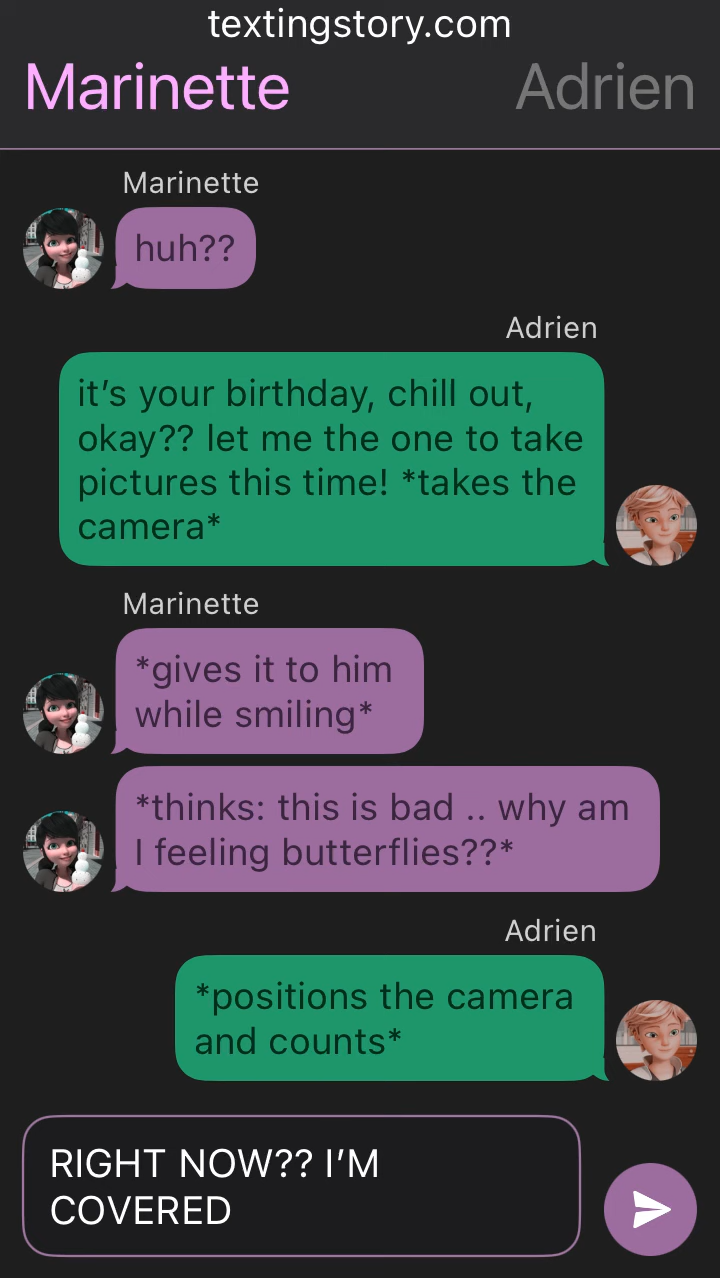 textingstory.com
Marinette Adrien
Marinette
huh??
Adrien
it’s your birthday, chill out,
okay?? let me the one to take
pictures this time! *takes the
camera*
Marinette
*gives it to him
while smiling*
*thinks: this is bad .. why am
I feeling butterflies??*
Adrien
*positions the camera
and counts*
RIGHT NOW?? I’M
COVERED